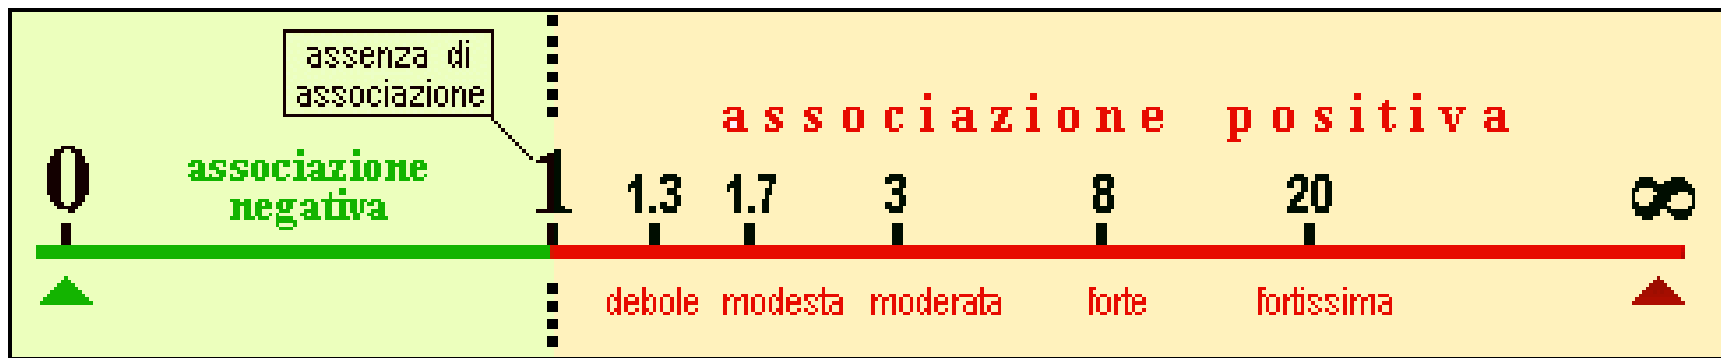 assenza di
associazione
associazione positiva
associazione
negativa
0 1 1.3 1.7 3 8 20 ∞
debole modesta moderata forte fortissima